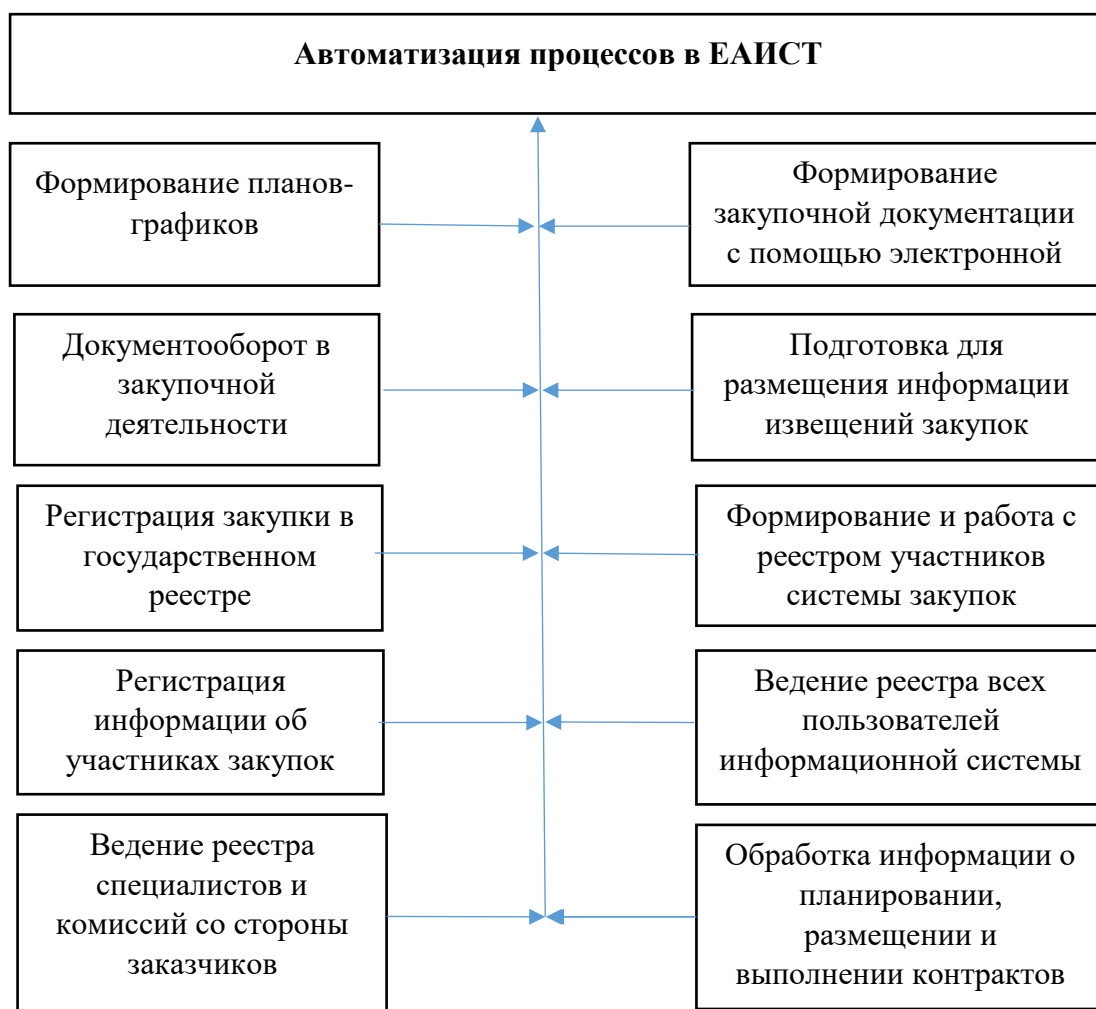 Автоматизация процессов в ЕАИСТ
Формирование планов-
графиков
Формирование
закупочной документации
с помощью электронной
Документооборот в
закупочной
деятельности
Подготовка для
размещения информации
извещений закупок
Регистрация закупки в
государственном
реестре
Формирование и работа с
реестром участников
системы закупок
Регистрация
информации об
участниках закупок
Ведение реестра всех
пользователей
информационной системы
Ведение реестра
специалистов и
комиссий со стороны
заказчиков
Обработка информации о
планировании,
размещении и
выполнении контрактов